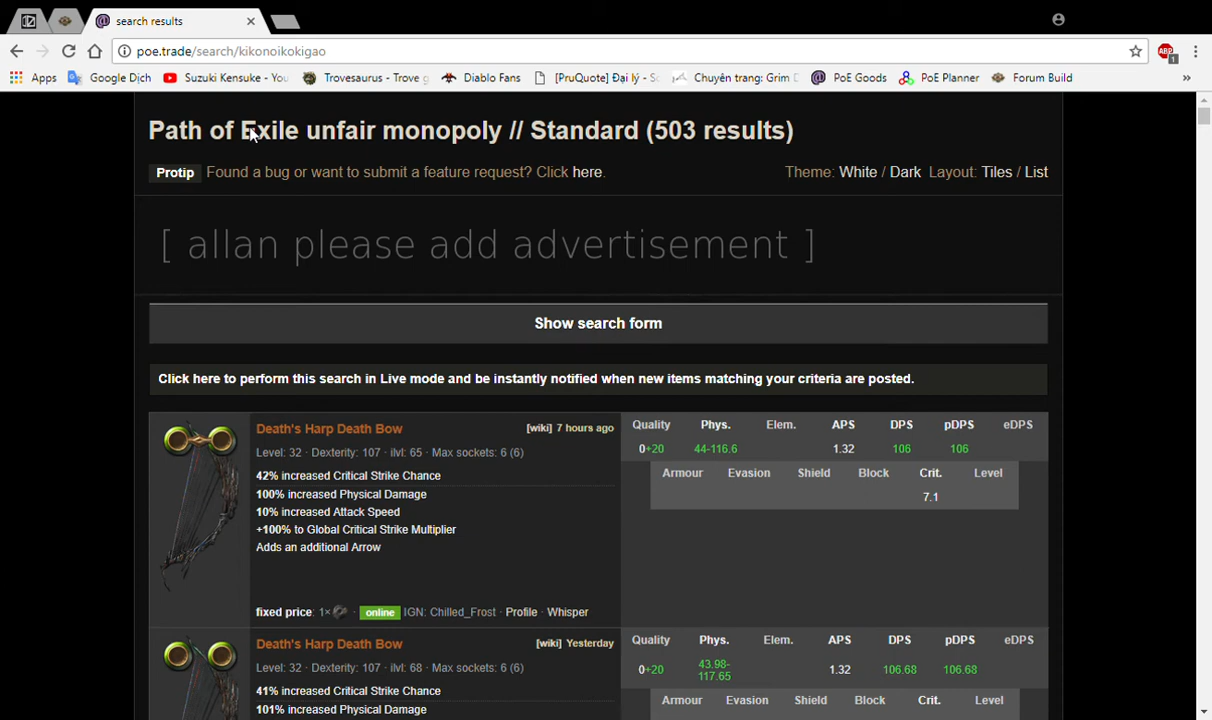 search results
poe.trade/search/kikonoikokigao
ABP
1
Apps Google Dịch Suzuki Kensuke - You Trovesaurus - Trove g Diablo Fans [PruQuote] Đại lý - Sc Chuyên trang: Grim D PoE Goods PoE Planner Forum Build »
Path of Exile unfair monopoly // Standard (503 results)
Protip Found a bug or want to submit a feature request? Click here.
Theme: White / Dark Layout: Tiles / List
[ allan please add advertisement ]
Show search form
Click here to perform this search in Live mode and be instantly notified when new items matching your criteria are posted.
Death's Harp Death Bow [wiki] 7 hours ago
Level: 32 · Dexterity: 107 · ilvl: 65 · Max sockets: 6 (6)
42% increased Critical Strike Chance
100% increased Physical Damage
10% increased Attack Speed
+100% to Global Critical Strike Multiplier
Adds an additional Arrow
fixed price: 1× · online IGN: Chilled_Frost · Profile · Whisper
Quality Phys. Elem. APS DPS pDPS eDPS
0+20 44-116.6 1.32 106 106
Armour Evasion Shield Block Crit. Level
7.1
Death's Harp Death Bow [wiki] Yesterday
Level: 32 · Dexterity: 107 · ilvl: 68 · Max sockets: 6 (6)
41% increased Critical Strike Chance
101% increased Physical Damage
Quality Phys. Elem. APS DPS pDPS eDPS
0+20 43.98-
117.65 1.32 106.68 106.68
Armour Evasion Shield Block Crit. Level